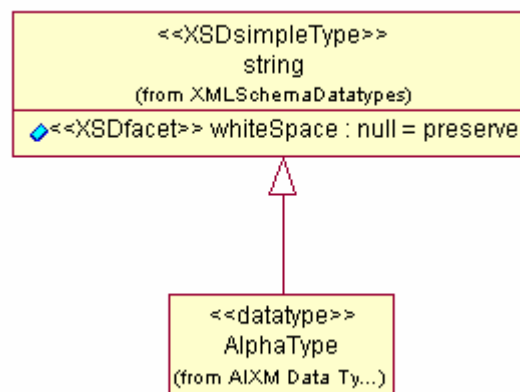 <<XSDsimpleType>>
string
(from XMLSchemaDatatypes)
<<XSDfacet>> whiteSpace : null = preserve
<<datatype>>
AlphaType
(from AIXM Data Ty...)